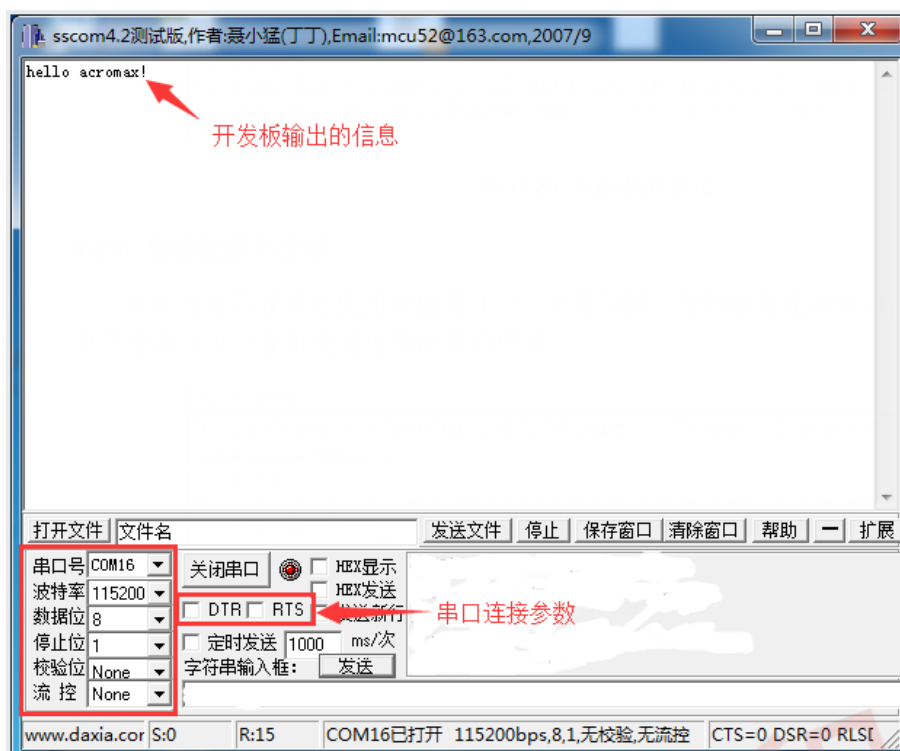 sscom4.2测试版,作者:聂小猛(丁丁),Email:mcu52@163.com,2007/9
hello acromax!
开发板输出的信息
打开文件 文件名 发送文件 停止 保存窗口 清除窗口 帮助 一 扩展
串口号 COM16 关闭串口 HEX显示
波特率 115200 HEX发送
数据位 8 DTR RTS 发送新行 串口连接参数
停止位 1 定时发送 1000 ms/次
校验位 None 字符串输入框: 发送
流 控 None
www.daxia.cor S:0 R:15 COM16已打开 115200bps,8,1,无校验,无流控 CTS=0 DSR=0 RLS